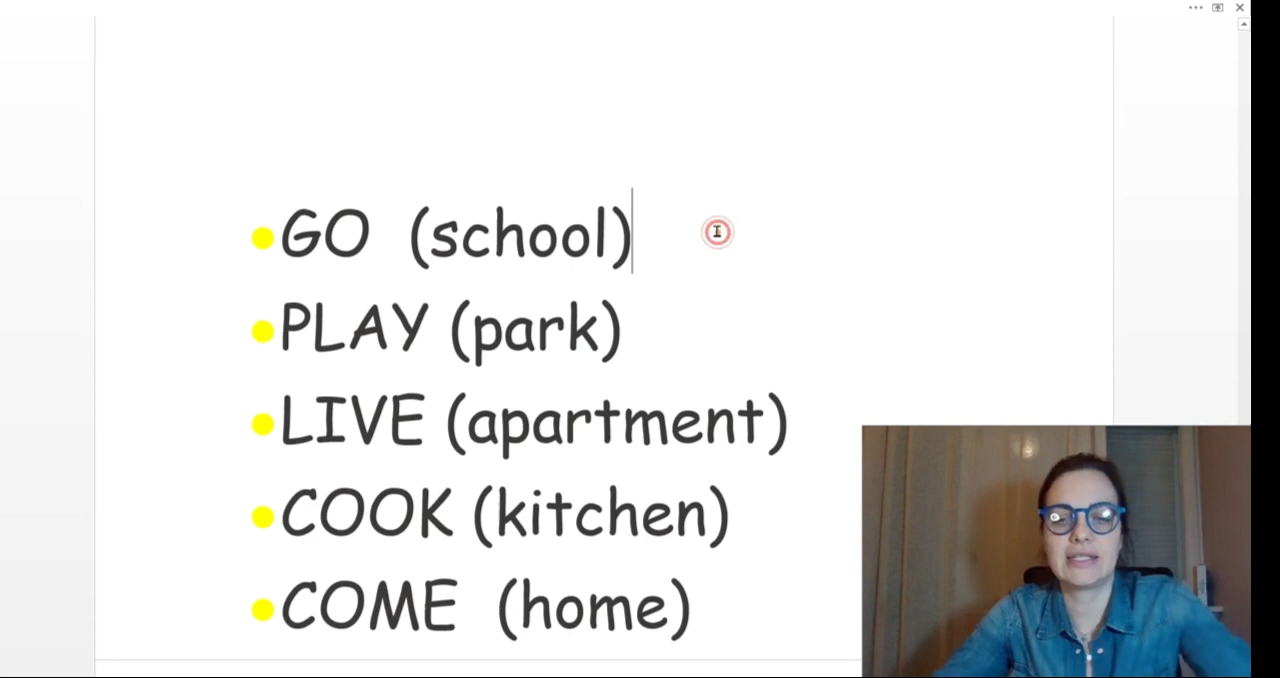 GO (school)
PLAY (park)
LIVE (apartment)
COOK (kitchen)
COME (home)